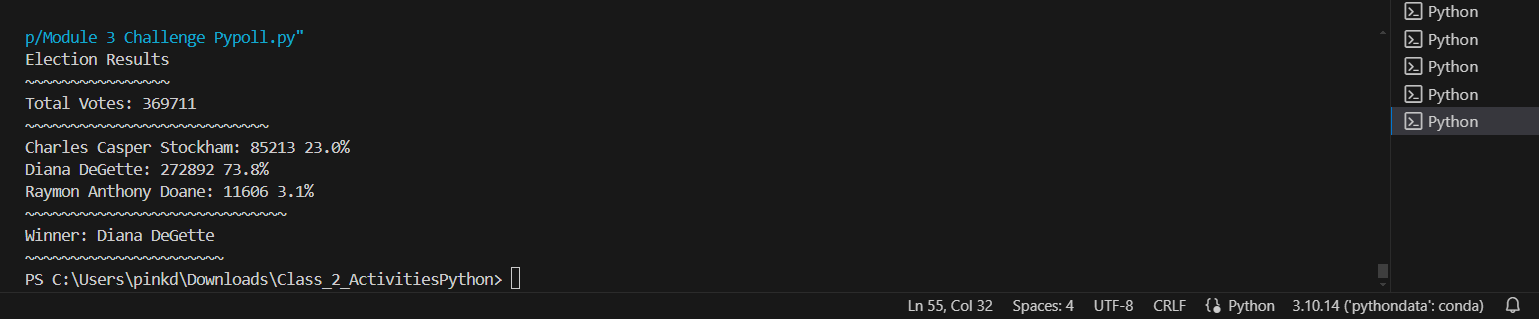 p/Module 3 Challenge Pypoll.py"
Election Results
~~~~~~~~~~~~~~~~
Total Votes: 369711
~~~~~~~~~~~~~~~~~~~~~~~~~~~
Charles Casper Stockham: 85213 23.0%
Diana DeGette: 272892 73.8%
Raymon Anthony Doane: 11606 3.1%
~~~~~~~~~~~~~~~~~~~~~~~~~~~~~
Winner: Diana DeGette
~~~~~~~~~~~~~~~~~~~~~~
PS C:\Users\pinkd\Downloads\Class_2_ActivitiesPython>
Python
Python
Python
Python
Python
Ln 55, Col 32 Spaces: 4 UTF-8 CRLF Python 3.10.14 ('pythondata': conda)